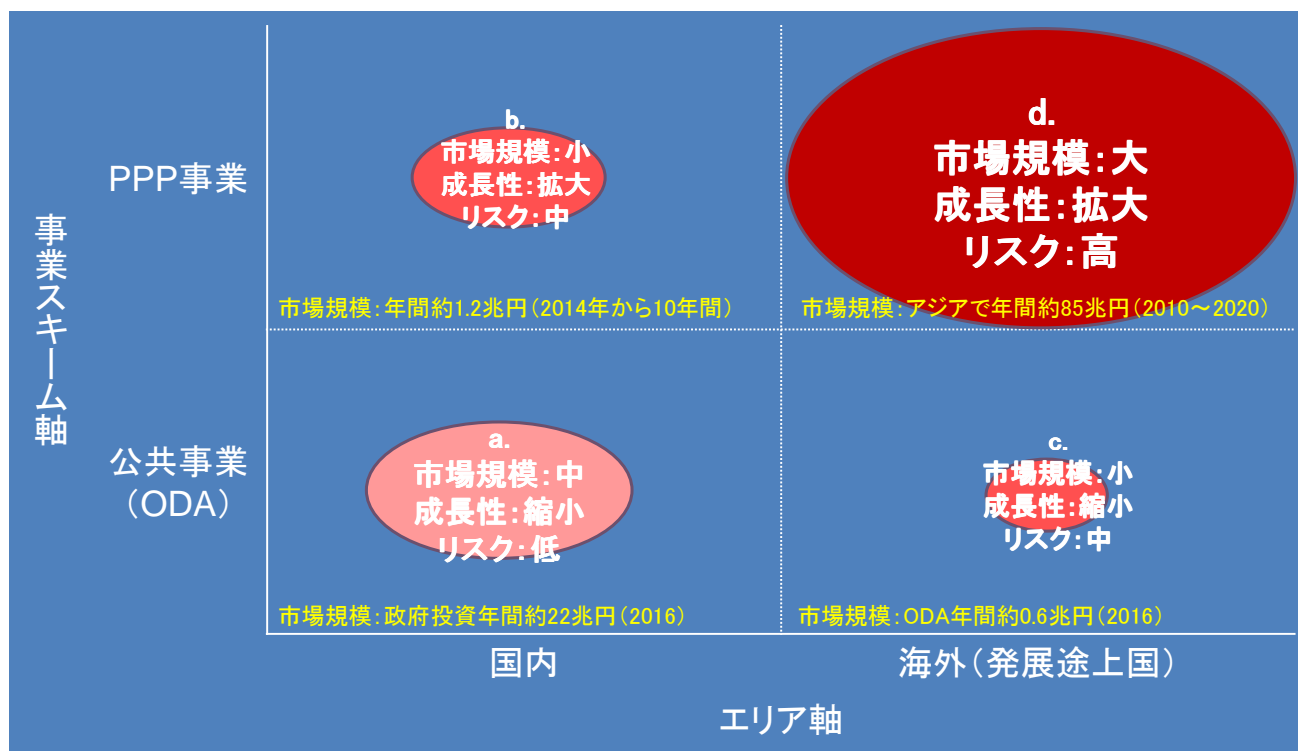 事業スキーム軸
PPP事業
b.
市場規模：小
成長性：拡大
リスク：中
市場規模：年間約1.2兆円（2014年から10年間）
d.
市場規模：大
成長性：拡大
リスク：高
市場規模：アジアで年間約85兆円（2010～2020）
公共事業
（ODA）
a.
市場規模：中
成長性：縮小
リスク：低
市場規模：政府投資年間約22兆円（2016）
c.
市場規模：小
成長性：縮小
リスク：中
市場規模：ODA年間約0.6兆円（2016）
国内
海外（発展途上国）
エリア軸